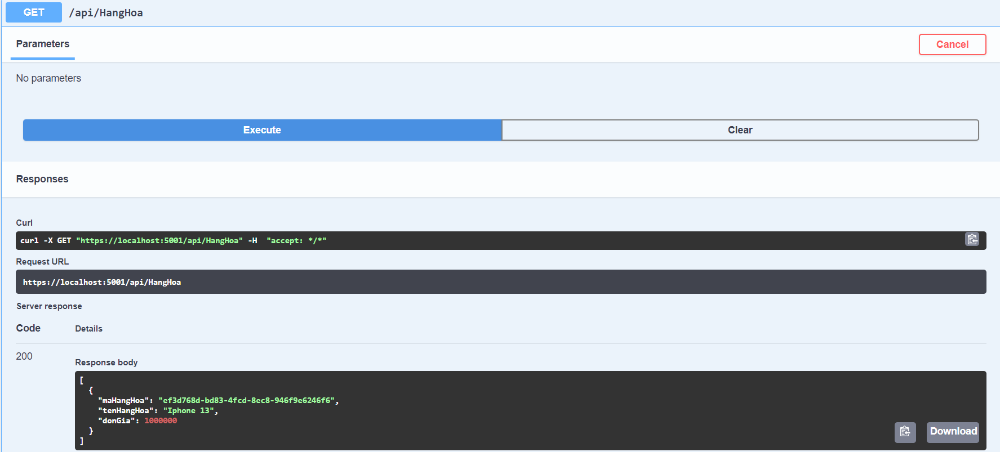 GET /api/HangHoa
Parameters
Cancel
No parameters
Execute
Clear
Responses
Curl
curl -X GET "https://localhost:5001/api/HangHoa" -H  "accept: */*"
Request URL
https://localhost:5001/api/HangHoa
Server response
Code Details
200
Response body
[
  {
    "maHangHoa": "ef3d768d-bd83-4fcd-8ec8-946f9e6246f6",
    "tenHangHoa": "Iphone 13",
    "donGia": 1000000
  }
]
Download